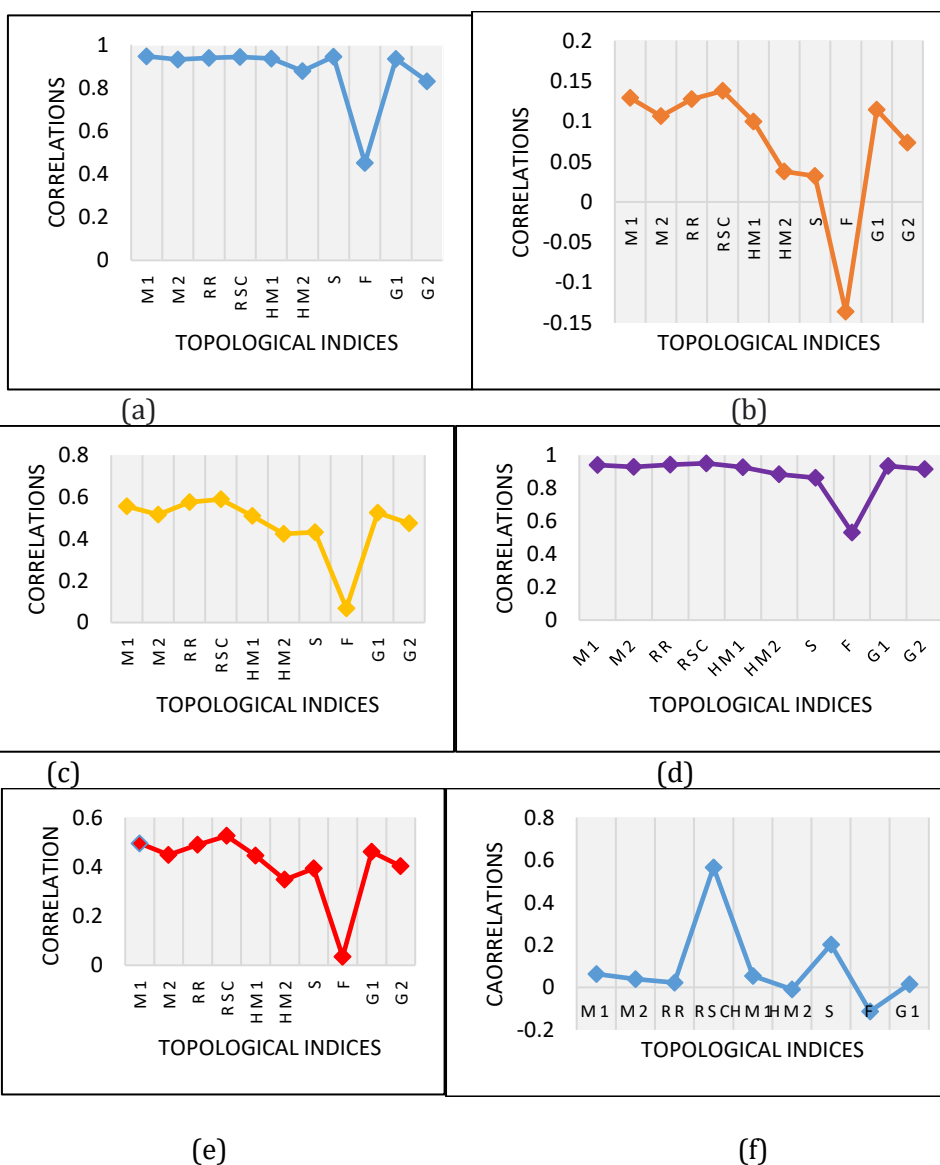 CORRELATIONS
1
0.8
0.6
0.4
0.2
0
M1 M2 RR RSC HM1 HM2 S F G1 G2
TOPOLOGICAL INDICES
(a)
CORRELATIONS
0.2
0.15
0.1
0.05
0
-0.05
-0.1
-0.15
M1 M2 RR RSC HM1 HM2 S F G1 G2
TOPOLOGICAL INDICES
(b)
CORRELATIONS
0.8
0.6
0.4
0.2
0
M1 M2 RR RSC HM1 HM2 S F G1 G2
TOPOLOGICAL INDICES
(c)
CORRELATIONS
1
0.8
0.6
0.4
0.2
0
M1 M2 RR RSC HM1 HM2 S F G1 G2
TOPOLOGICAL INDICES
(d)
CORRELATION
0.6
0.4
0.2
0
M1 M2 RR RSC HM1 HM2 S F G1 G2
TOPOLOGICAL INDICES
(e)
CAORRELATIONS
0.8
0.6
0.4
0.2
0
-0.2
M1 M2 RR RSC HM1 HM2 S F G1
TOPOLOGICAL INDICES
(f)